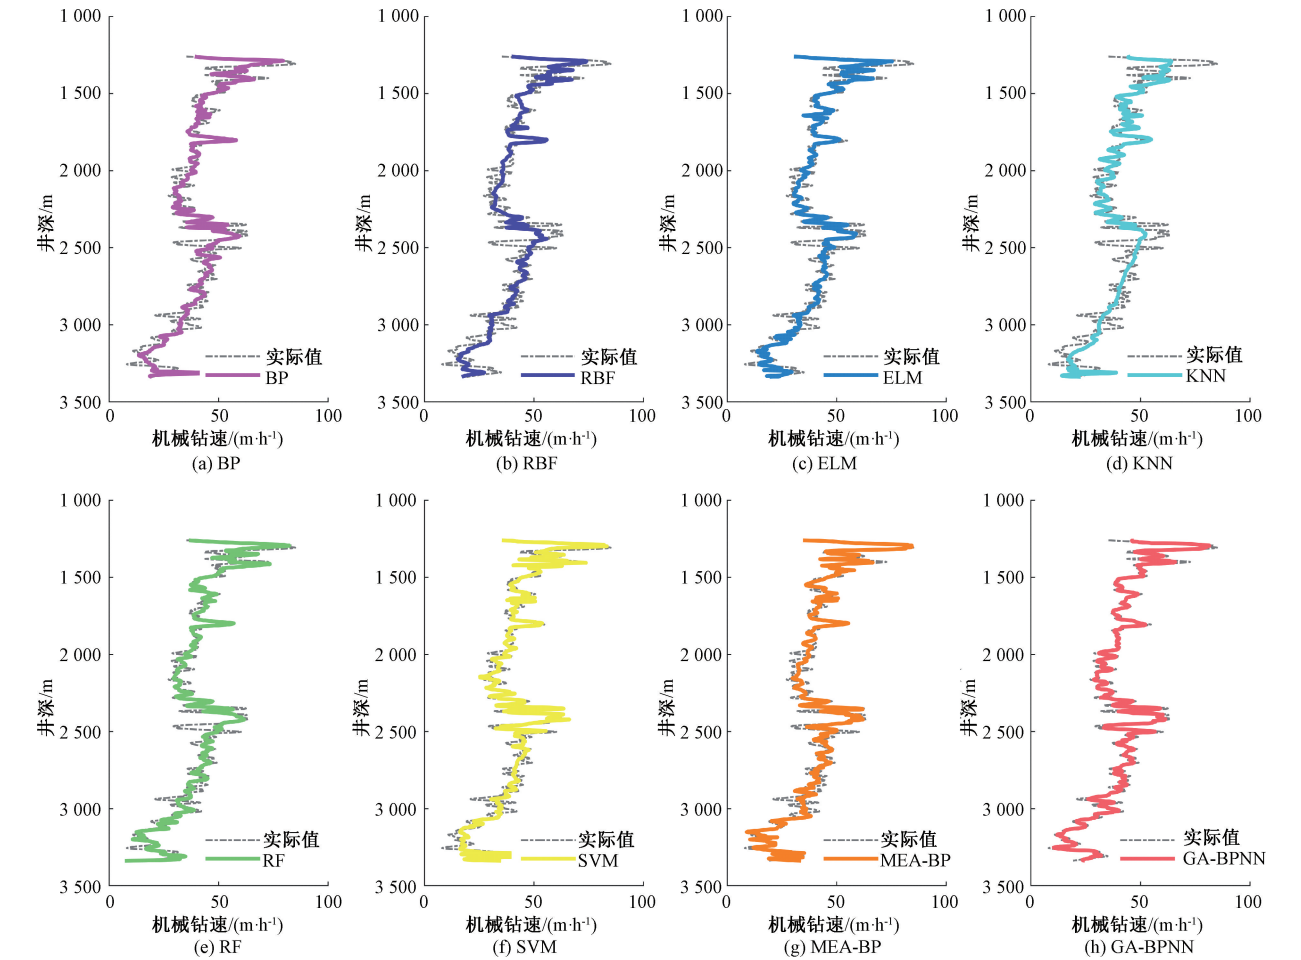 1 000
1 500
2 000
2 500
3 000
3 500
井深/m
实际值
BP
0
50
100
机械钻速/(m·h⁻¹)
(a) BP
1 000
1 500
2 000
2 500
3 000
3 500
井深/m
实际值
RBF
0
50
100
机械钻速/(m·h⁻¹)
(b) RBF
1 000
1 500
2 000
2 500
3 000
3 500
井深/m
实际值
ELM
0
50
100
机械钻速/(m·h⁻¹)
(c) ELM
1 000
1 500
2 000
2 500
3 000
3 500
井深/m
实际值
KNN
0
50
100
机械钻速/(m·h⁻¹)
(d) KNN
1 000
1 500
2 000
2 500
3 000
3 500
井深/m
实际值
RF
0
50
100
机械钻速/(m·h⁻¹)
(e) RF
1 000
1 500
2 000
2 500
3 000
3 500
井深/m
实际值
SVM
0
50
100
机械钻速/(m·h⁻¹)
(f) SVM
1 000
1 500
2 000
2 500
3 000
3 500
井深/m
实际值
MEA-BP
0
50
100
机械钻速/(m·h⁻¹)
(g) MEA-BP
1 000
1 500
2 000
2 500
3 000
3 500
井深/m
实际值
GA-BPNN
0
50
100
机械钻速/(m·h⁻¹)
(h) GA-BPNN